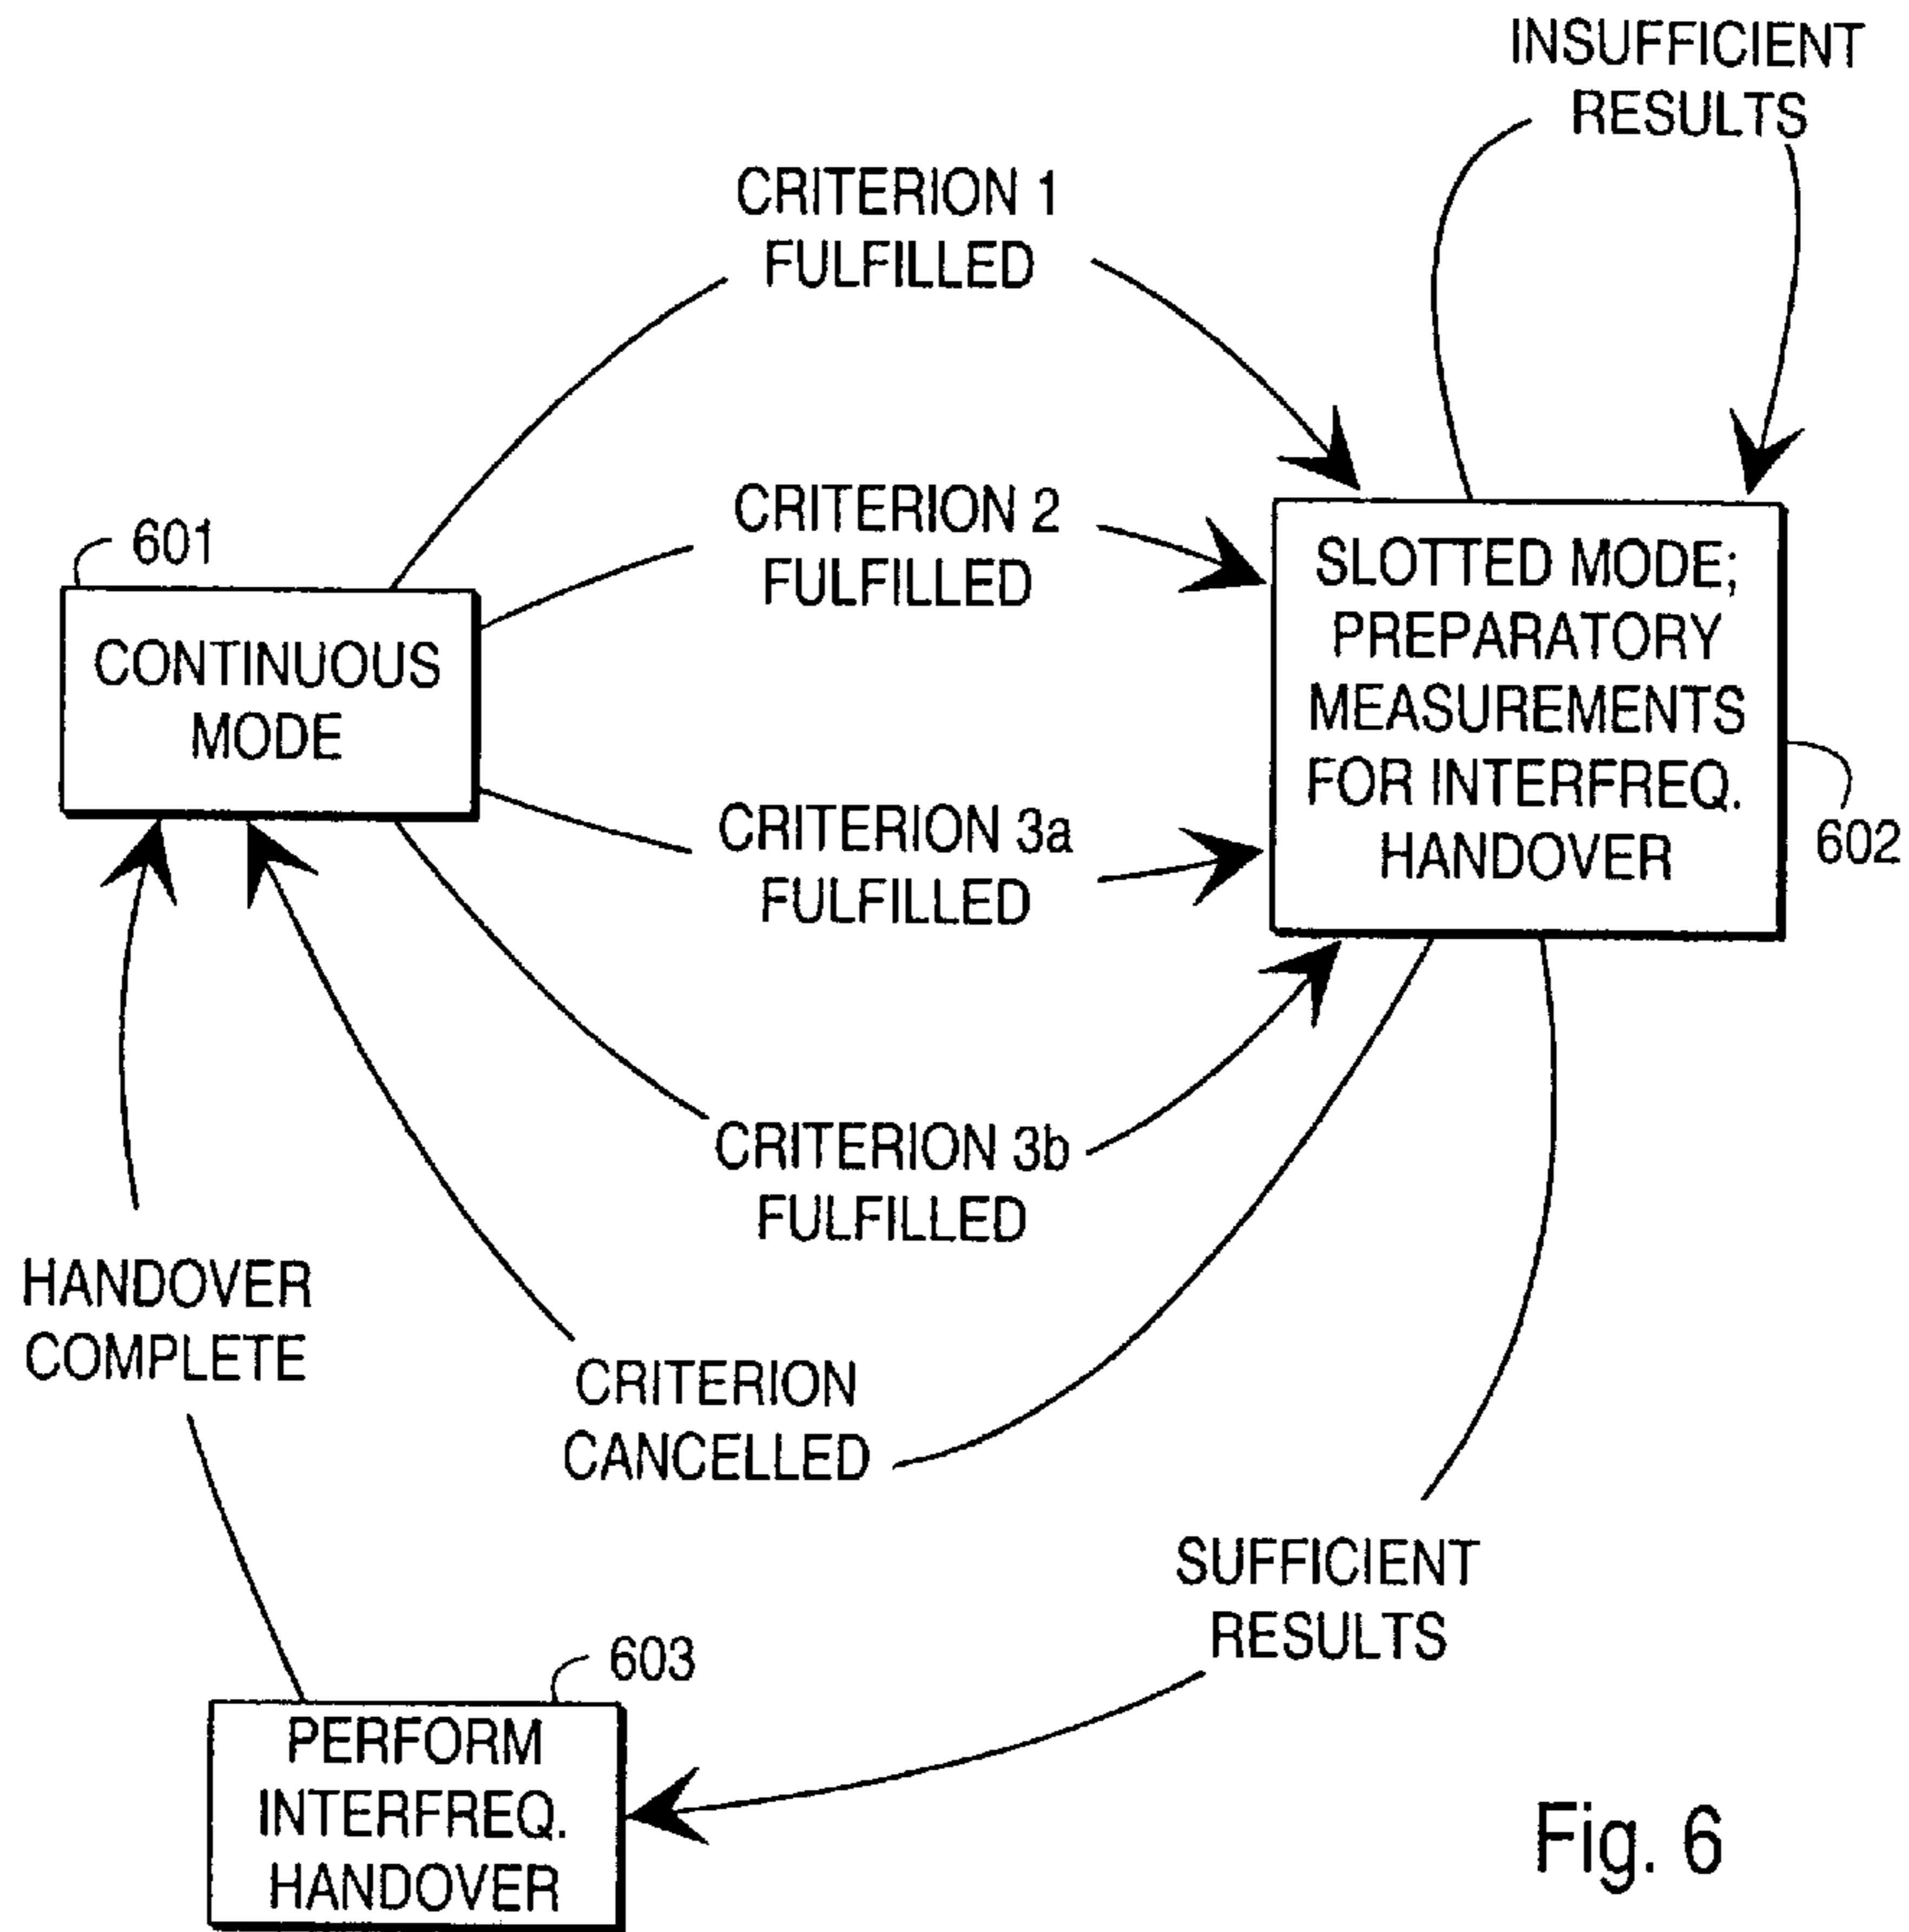 INSUFFICIENT
RESULTS
CRITERION 1
FULFILLED
CRITERION 2
FULFILLED
601
CONTINUOUS
MODE
SLOTTED MODE;
PREPARATORY
MEASUREMENTS
FOR INTERFREQ.
HANDOVER
602
CRITERION 3a
FULFILLED
CRITERION 3b
FULFILLED
HANDOVER
COMPLETE
CRITERION
CANCELLED
SUFFICIENT
RESULTS
603
PERFORM
INTERFREQ.
HANDOVER
Fig. 6